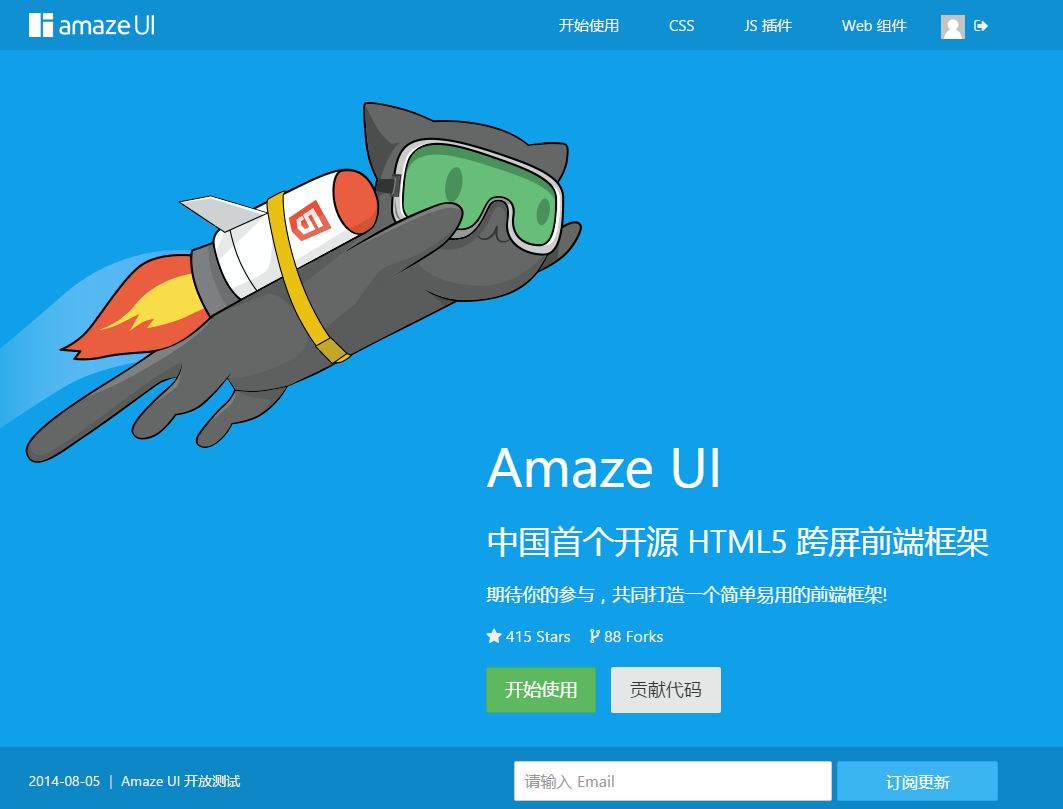 amaze UI
开始使用 CSS JS 插件 Web 组件
5
Amaze UI
中国首个开源 HTML5 跨屏前端框架
期待你的参与，共同打造一个简单易用的前端框架!
415 Stars 88 Forks
开始使用 贡献代码
2014-08-05 | Amaze UI 开放测试 请输入 Email 订阅更新